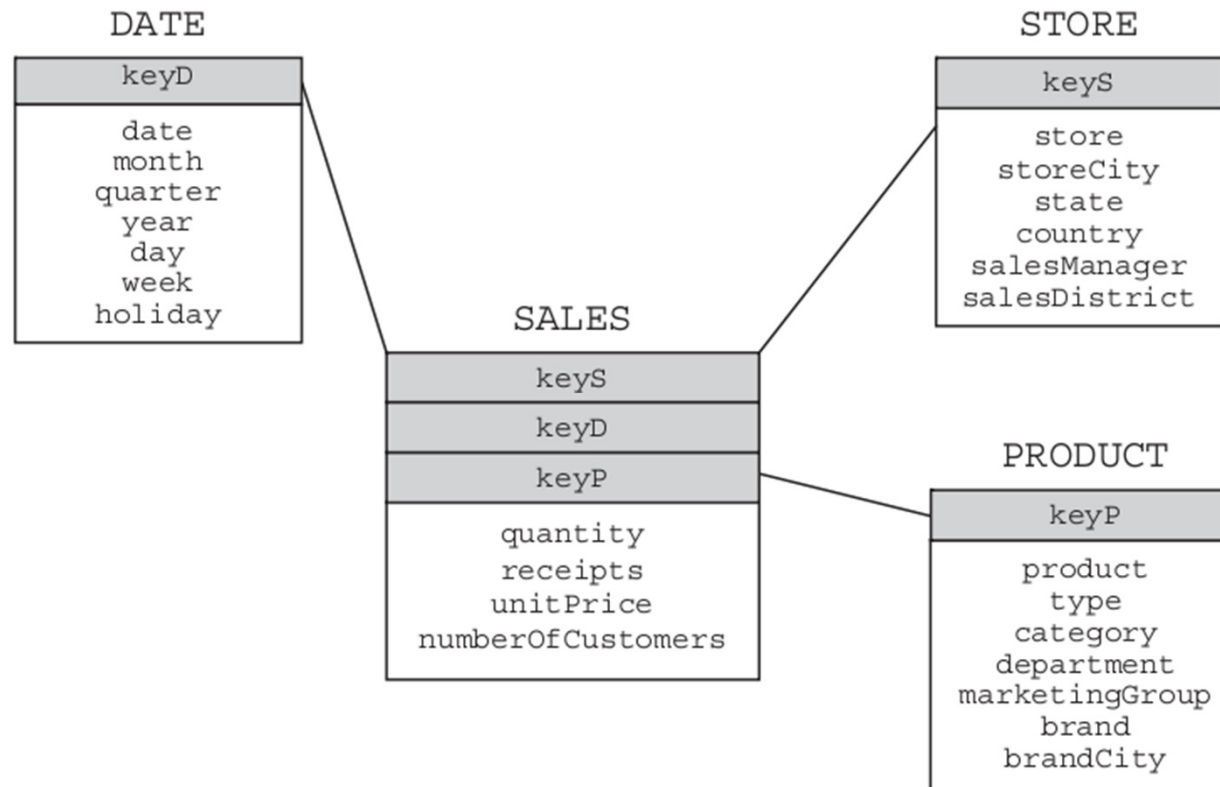 DATE
keyD
date
month
quarter
year
day
week
holiday
STORE
keyS
store
storeCity
state
country
salesManager
salesDistrict
SALES
keyS
keyD
keyP
quantity
receipts
unitPrice
numberOfCustomers
PRODUCT
keyP
product
type
category
department
marketingGroup
brand
brandCity